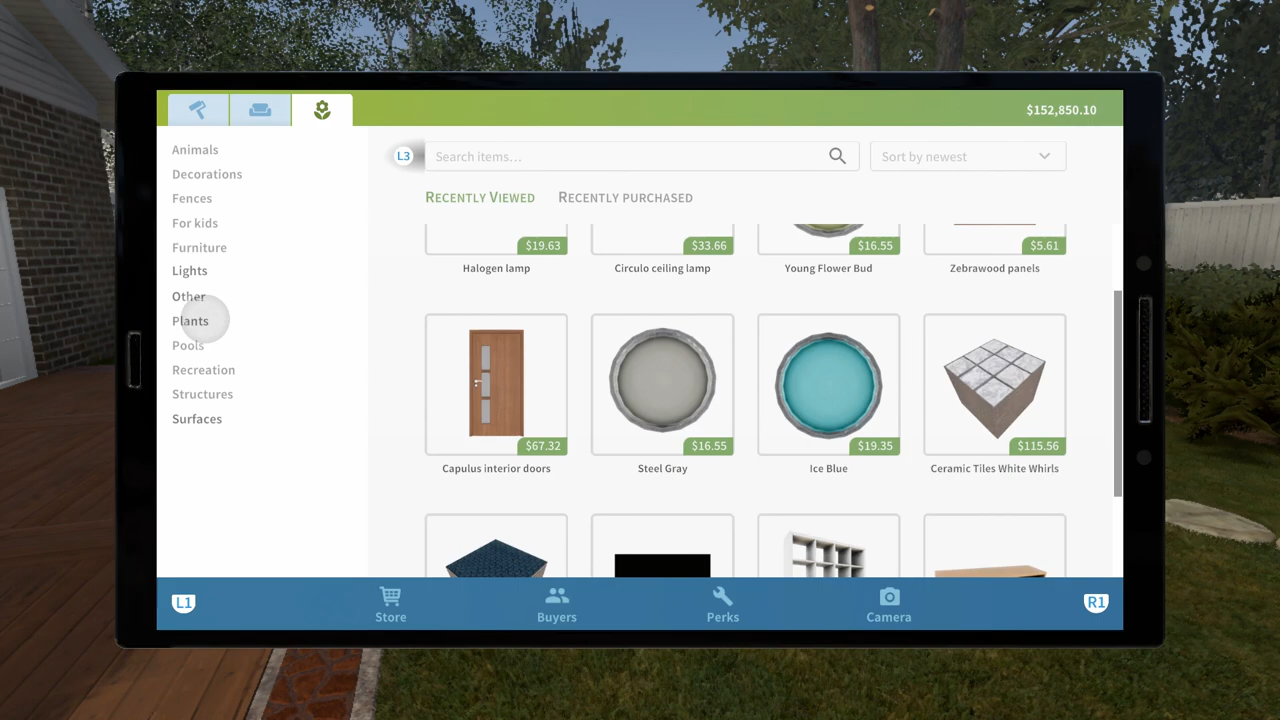 $152,850.10
Animals
Decorations
Fences
For kids
Furniture
Lights
Other
Plants
Pools
Recreation
Structures
Surfaces
L3
Search items...
Sort by newest
RECENTLY VIEWED
RECENTLY PURCHASED
$19.63
$33.66
$16.55
$5.61
Halogen lamp
Circulo ceiling lamp
Young Flower Bud
Zebrawood panels
$67.32
$16.55
$19.35
$115.56
Capulus interior doors
Steel Gray
Ice Blue
Ceramic Tiles White Whirls
L1
Store
Buyers
Perks
Camera
R1